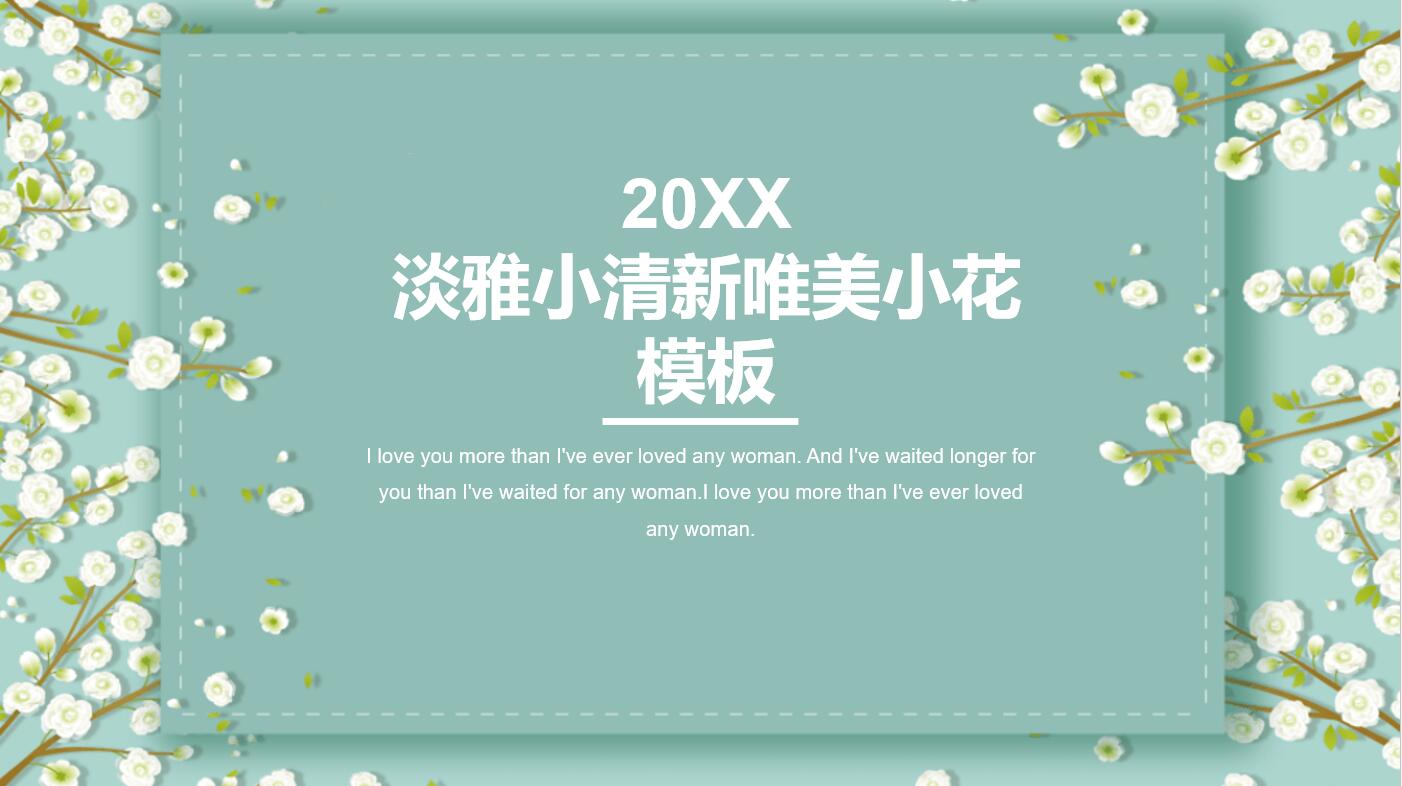 20XX
淡雅小清新唯美小花
模板
I love you more than I've ever loved any woman. And I've waited longer for
you than I've waited for any woman.I love you more than I've ever loved
any woman.